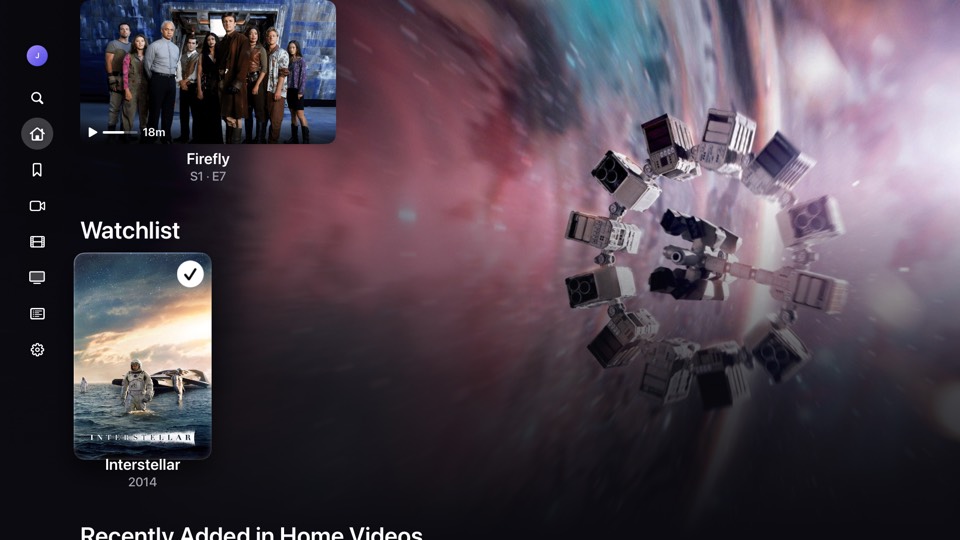 J
18m
Firefly
S1 · E7
Watchlist
INTERSTELLAR
Interstellar
2014
Recently Added in Home Videos